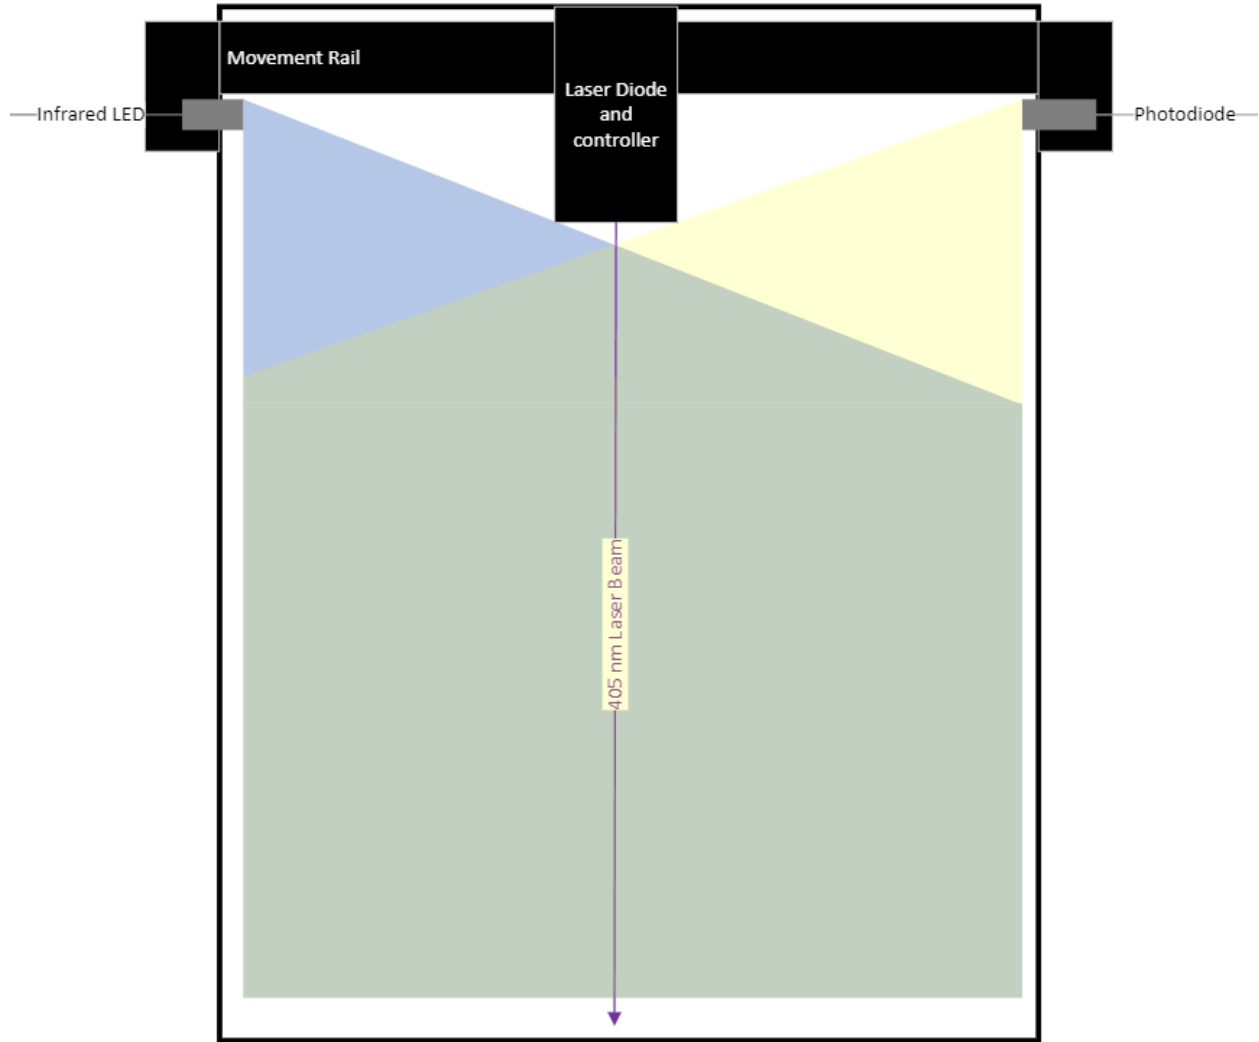 Movement Rail
Laser Diode
and
controller
Infrared LED
Photodiode
405 nm Laser Beam